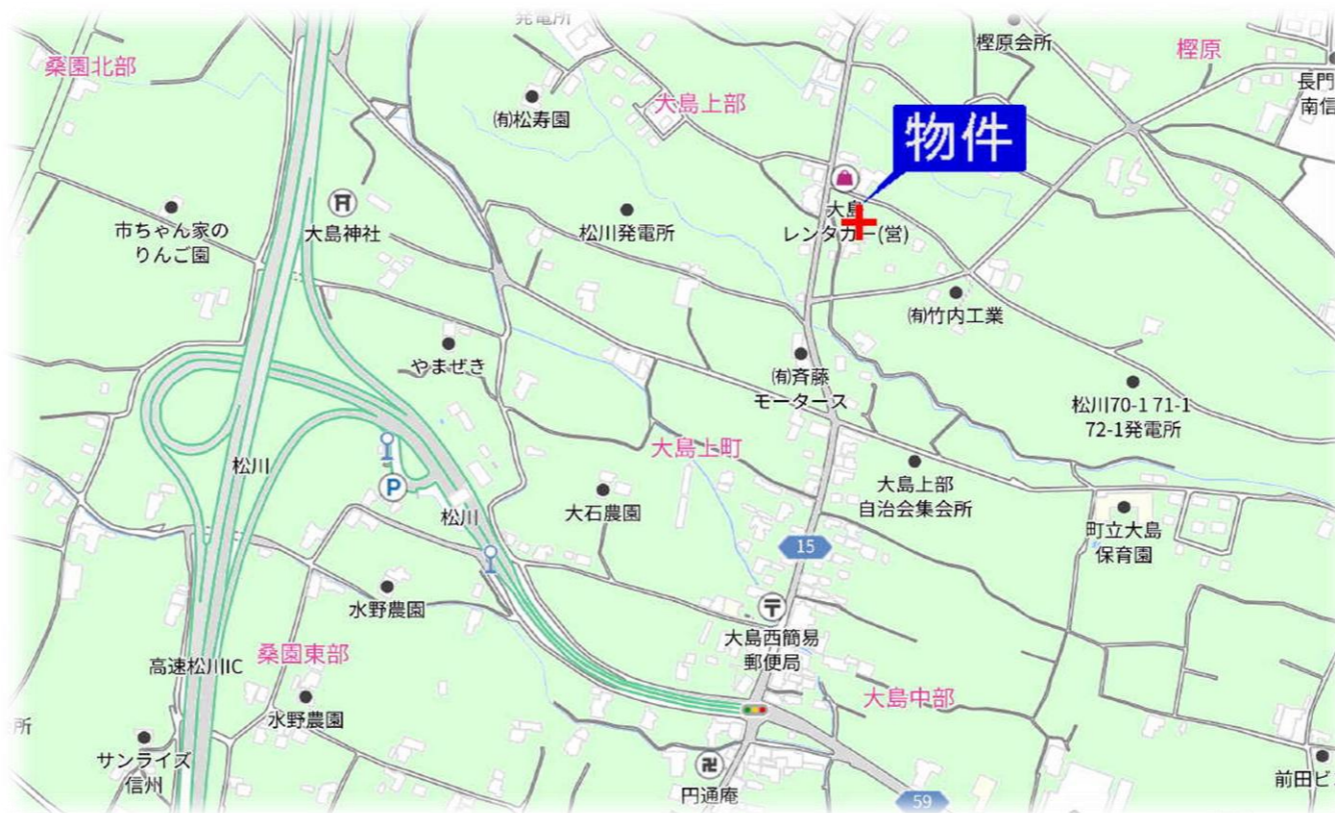 発電所
樫原会所
桑園北部
樫原
長門
南信
大島上部
㈲松寿園
物件
市ちゃん家の
りんご園
大島神社
松川発電所
大島
レンタカー(営)
㈲竹内工業
やまぜき
㈲斉藤
モータース
松川70-1 71-1
72-1発電所
大島上町
松川
P
松川
大石農園
大島上部
自治会集会所
町立大島
保育園
15
水野農園
大島西簡易
郵便局
高速松川IC
桑園東部
大島中部
水野農園
所
サンライズ
信州
円通庵
前田ビ
59